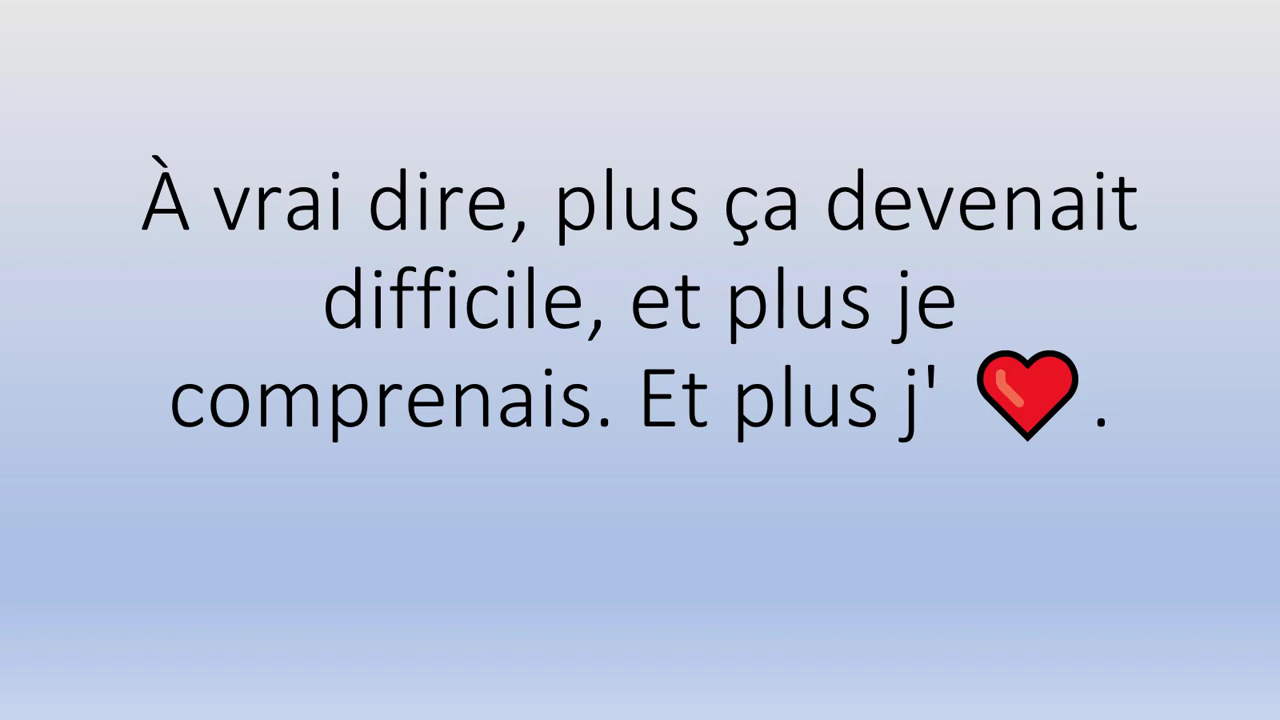 À vrai dire, plus ça devenait
difficile, et plus je
comprenais. Et plus j' ❤️.